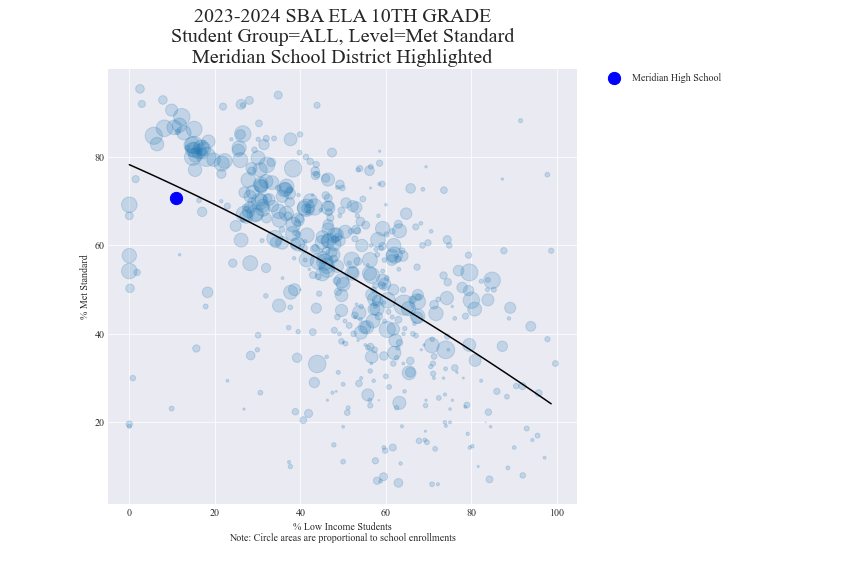 2023-2024 SBA ELA 10TH GRADE
Student Group=ALL, Level=Met Standard
Meridian School District Highlighted
Meridian High School
% Met Standard
80
60
40
20
0 20 40 60 80 100
% Low Income Students
Note: Circle areas are proportional to school enrollments